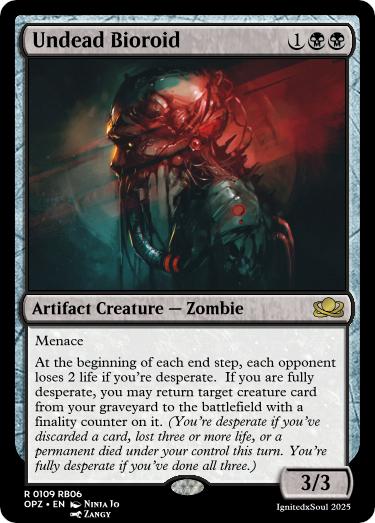 Undead Bioroid 1
Artifact Creature — Zombie
Menace
At the beginning of each end step, each opponent
loses 2 life if you're desperate. If you are fully
desperate, you may return target creature card
from your graveyard to the battlefield with a
finality counter on it. (You're desperate if you've
discarded a card, lost three or more life, or a
permanent died under your control this turn. You're
fully desperate if you've done all three.)
3/3
R 0109 RB06
OPZ • EN Ninja Jo
Zangy
IgnitedxSoul 2025